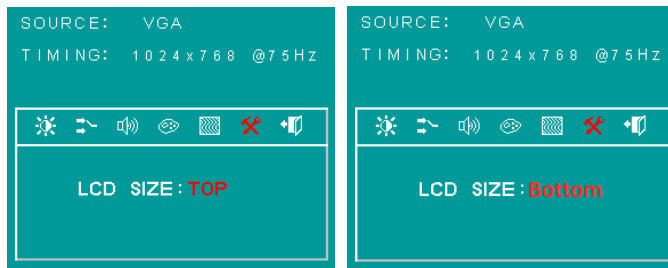 SOURCE: VGA
TIMING: 1024x768 @75Hz
LCD SIZE:TOP
SOURCE: VGA
TIMING: 1024x768 @75Hz
LCD SIZE:Bottom